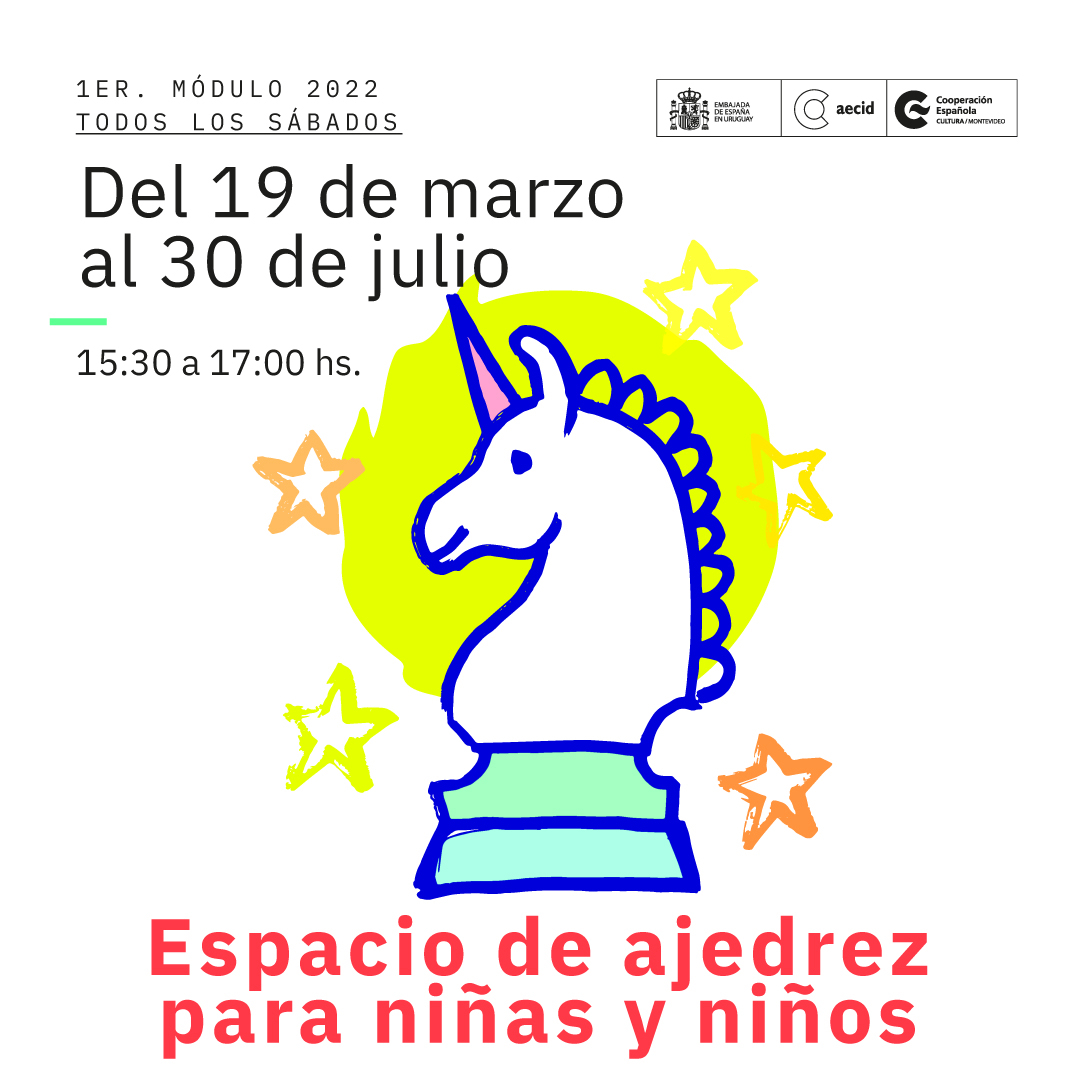 1ER. MÓDULO 2022
TODOS LOS SÁBADOS
EMBAJADA
DE ESPAÑA
EN URUGUAY
aecid
Cooperación
Española
CULTURA / MONTEVIDEO
Del 19 de marzo
al 30 de julio
15:30 a 17:00 hs.
Espacio de ajedrez
para niñas y niños